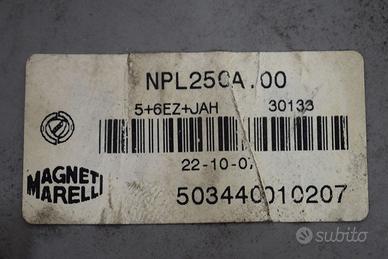 NPL250A.00
5+6EZ+JAH 30133
22-10-07
MAGNETI
MARELLI
503440010207
subito